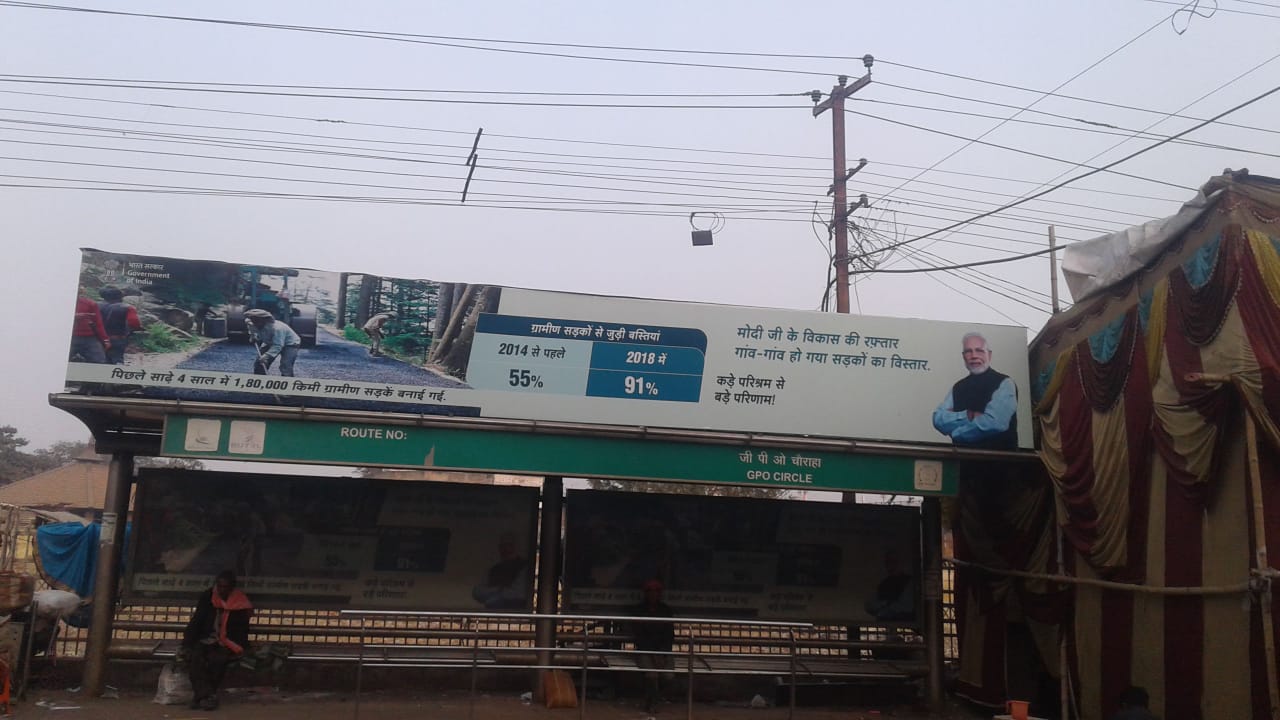 भारत सरकार
Government
of India
ग्रामीण सड़कों से जुड़ी बस्तियां
2014 से पहले
2018 में
55%
91%
पिछले साढ़े 4 साल में 1,80,000 किमी ग्रामीण सड़कें बनाई गईं.
मोदी जी के विकास की रफ़्तार
गांव-गांव हो गया सड़कों का विस्तार.
कड़े परिश्रम से
बड़े परिणाम!
ROUTE NO:
जी पी ओ चौराहा
GPO CIRCLE